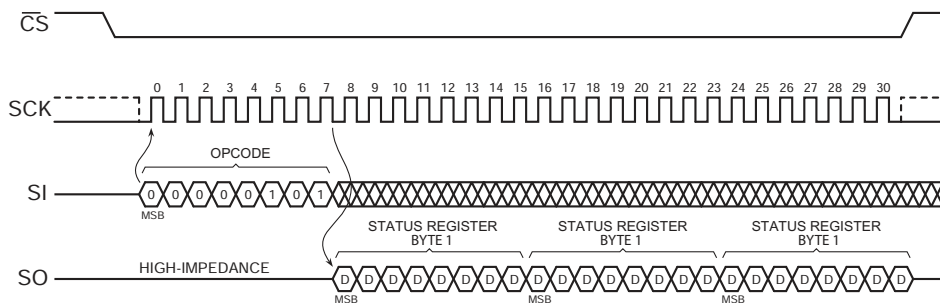 CS
SCK
0 1 2 3 4 5 6 7 8 9 10 11 12 13 14 15 16 17 18 19 20 21 22 23 24 25 26 27 28 29 30
OPCODE
SI
0 0 0 0 0 1 0 1
MSB
STATUS REGISTER
BYTE 1
STATUS REGISTER
BYTE 1
STATUS REGISTER
BYTE 1
SO
HIGH-IMPEDANCE
D D D D D D D D D D D D D D D D D D D D D D D D
MSB
MSB
MSB